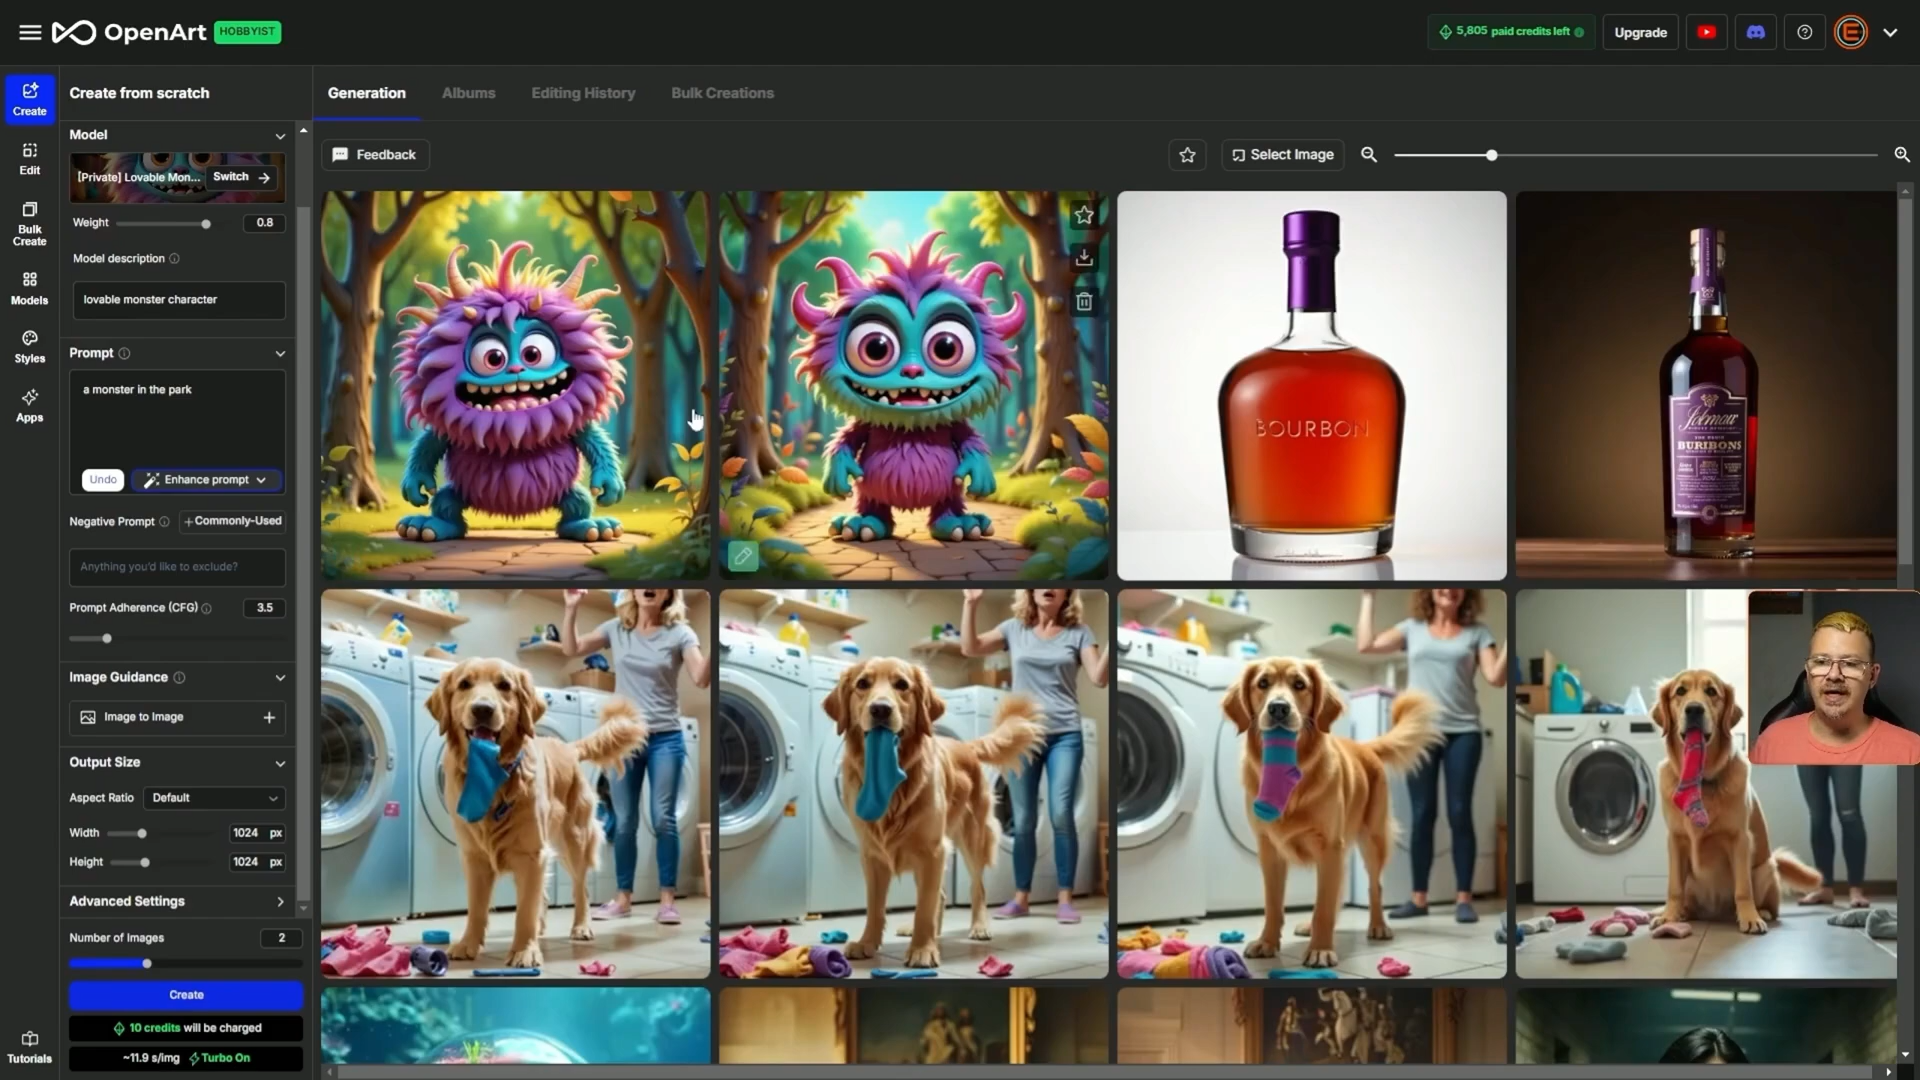 OpenArt HOBBYIST
5,805 paid credits left
Upgrade
Create
Edit
Bulk
Create
Models
Styles
Apps
Tutorials
Create from scratch
Model
[Private] Lovable Mon... Switch
Weight 0.8
Model description
lovable monster character
Prompt
a monster in the park
Undo Enhance prompt
Negative Prompt +Commonly-Used
Anything you'd like to exclude?
Prompt Adherence (CFG) 3.5
Image Guidance
Image to Image +
Output Size
Aspect Ratio Default
Width 1024 px
Height 1024 px
Advanced Settings
Number of Images 2
Create
10 credits will be charged
~11.9 s/img Turbo On
Generation Albums Editing History Bulk Creations
Feedback
Select Image
BOURBON
BURIBONS